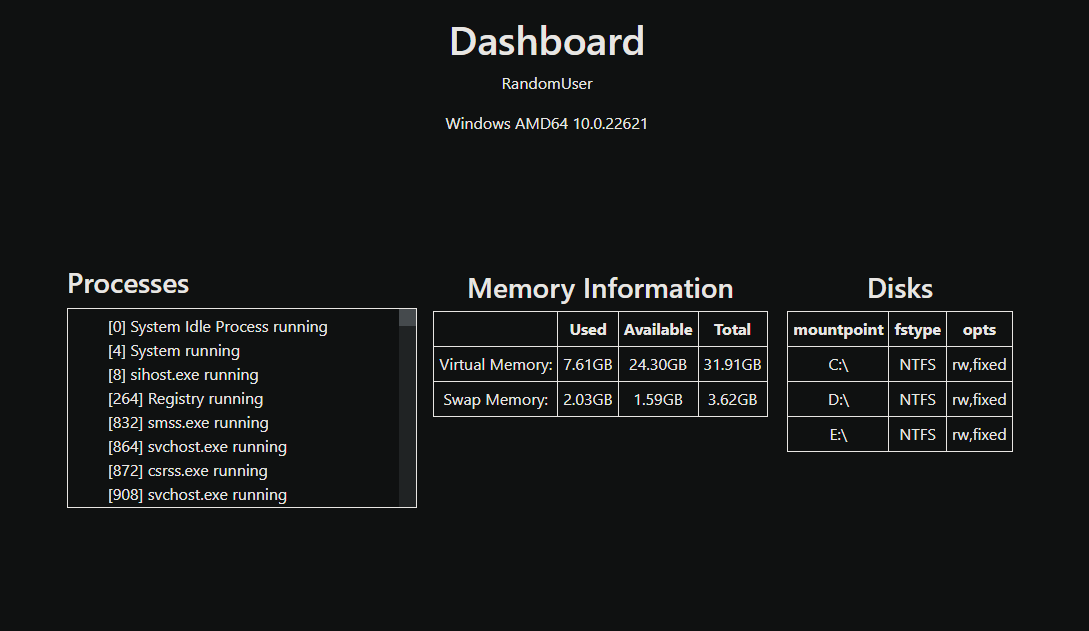 Dashboard
RandomUser
Windows AMD64 10.0.22621
Processes
[0] System Idle Process running
[4] System running
[8] sihost.exe running
[264] Registry running
[832] smss.exe running
[864] svchost.exe running
[872] csrss.exe running
[908] svchost.exe running
Memory Information
Used Available Total
Virtual Memory: 7.61GB 24.30GB 31.91GB
Swap Memory: 2.03GB 1.59GB 3.62GB
Disks
mountpoint fstype opts
C:\ NTFS rw,fixed
D:\ NTFS rw,fixed
E:\ NTFS rw,fixed